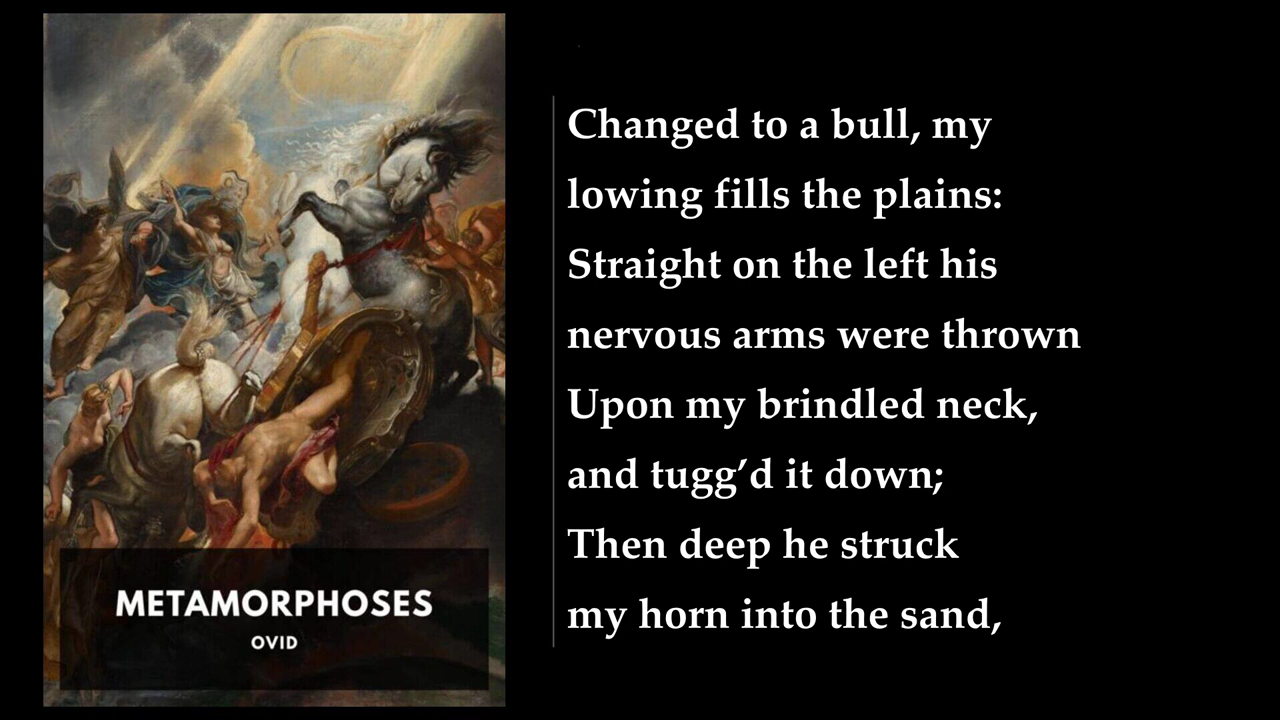 METAMORPHOSES
OVID
Changed to a bull, my
lowing fills the plains:
Straight on the left his
nervous arms were thrown
Upon my brindled neck,
and tugg’d it down;
Then deep he struck
my horn into the sand,